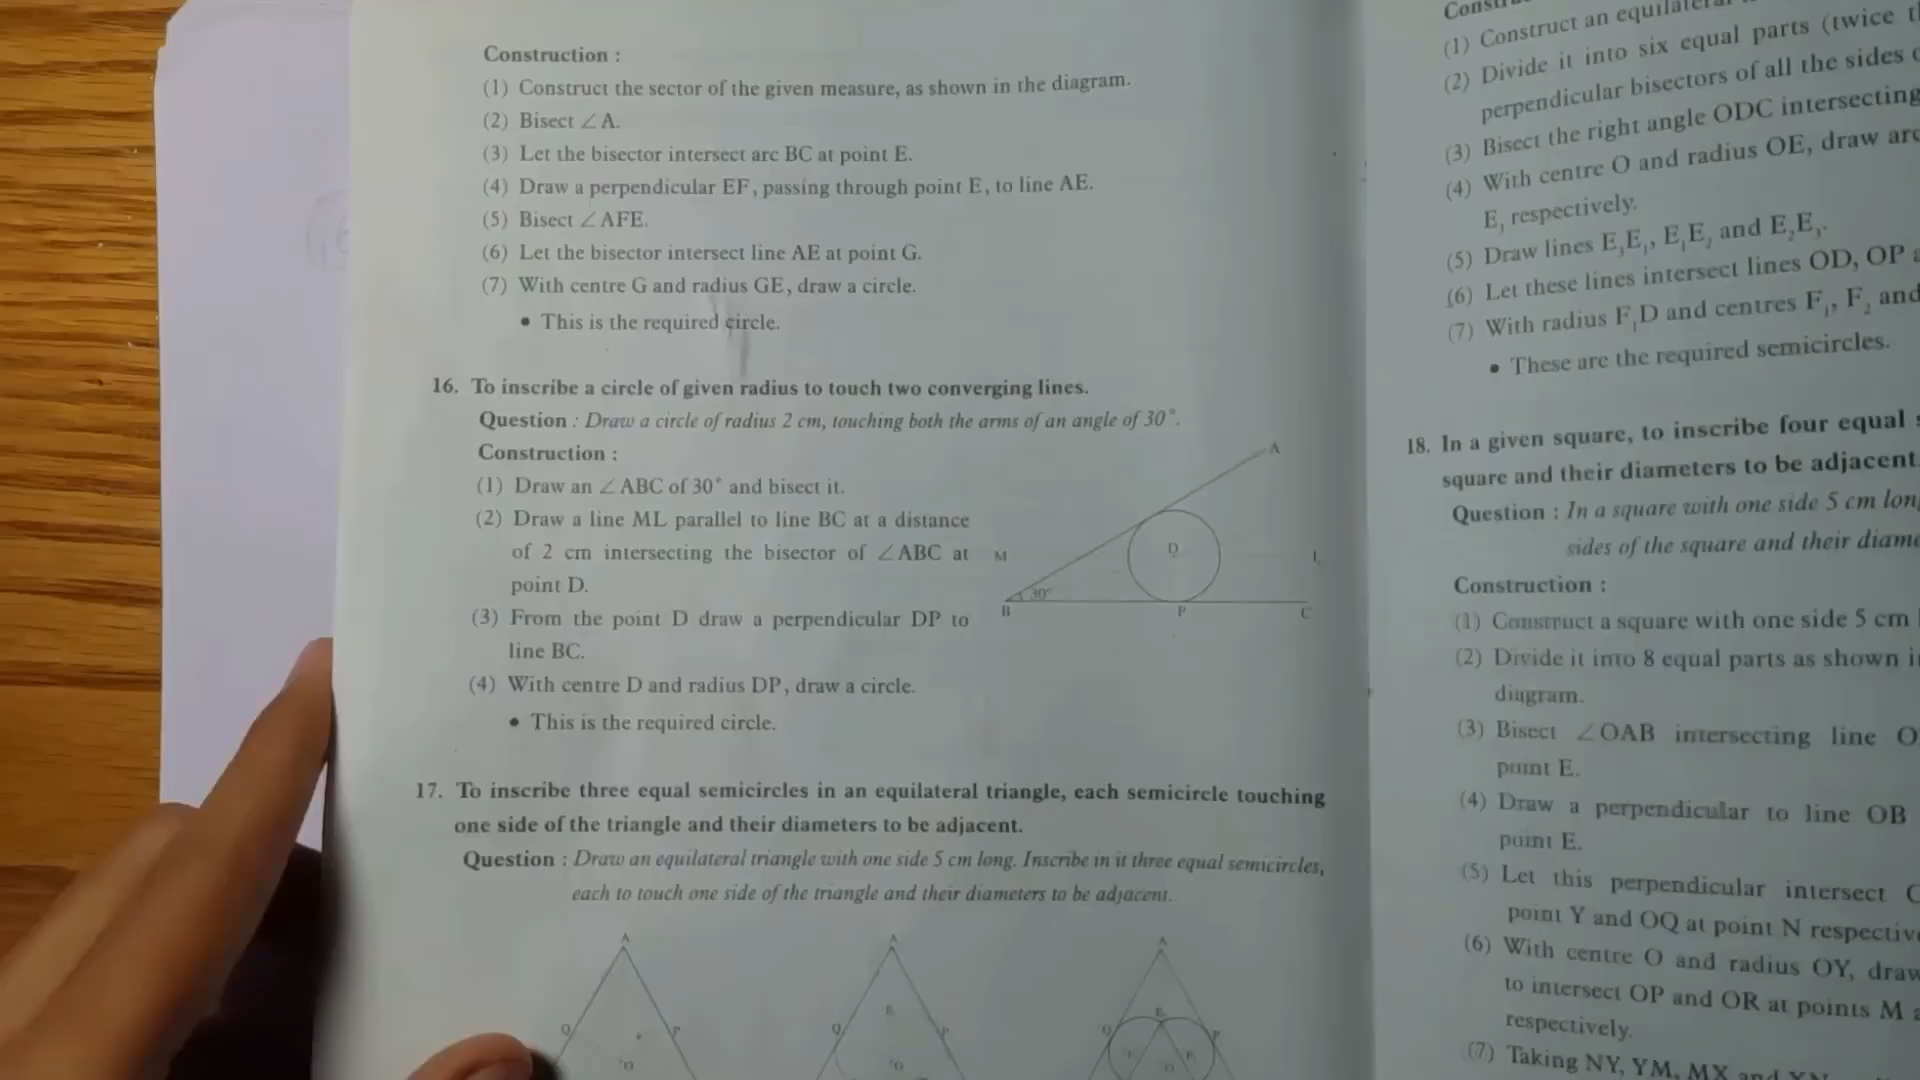 Construction :
(1) Construct the sector of the given measure, as shown in the diagram.
(2) Bisect ∠A.
(3) Let the bisector intersect arc BC at point E.
(4) Draw a perpendicular EF, passing through point E, to line AE.
(5) Bisect ∠AFE.
(6) Let the bisector intersect line AE at point G.
(7) With centre G and radius GE, draw a circle.
• This is the required circle.
16. To inscribe a circle of given radius to touch two converging lines.
Question : Draw a circle of radius 2 cm, touching both the arms of an angle of 30°.
Construction :
(1) Draw an ∠ABC of 30° and bisect it.
(2) Draw a line ML parallel to line BC at a distance
of 2 cm intersecting the bisector of ∠ABC at
point D.
(3) From the point D draw a perpendicular DP to
line BC.
(4) With centre D and radius DP, draw a circle.
• This is the required circle.
A
M D L
30°
B P C
17. To inscribe three equal semicircles in an equilateral triangle, each semicircle touching
one side of the triangle and their diameters to be adjacent.
Question : Draw an equilateral triangle with one side 5 cm long. Inscribe in it three equal semicircles,
each to touch one side of the triangle and their diameters to be adjacent.
A A A
Q P Q P Q P
O O O
(1) Construct an equilateral
(2) Divide it into six equal parts (twice
perpendicular bisectors of all the sides
(3) Bisect the right angle ODC intersecting
(4) With centre O and radius OE, draw
E, respectively.
(5) Draw lines and
(6) Let these lines intersect lines OD, OP
(7) With radius F₁D and centres F₁, F₂ and
• These are the required semicircles.
18. In a given square, to inscribe four equal
square and their diameters to be adjacent.
Question : In a square with one side 5 cm
sides of the square and their
Construction :
(1) Construct a square with one side 5 cm
(2) Divide it into 8 equal parts as shown
diagram.
(3) Bisect ∠OAB intersecting line
point E.
(4) Draw a perpendicular to line OB
point E.
(5) Let this perpendicular intersect
point Y and OQ at point N
(6) With centre O and radius OY,
to intersect OP and OR at points M
respectively.
(7) Taking NY, YM, MX and